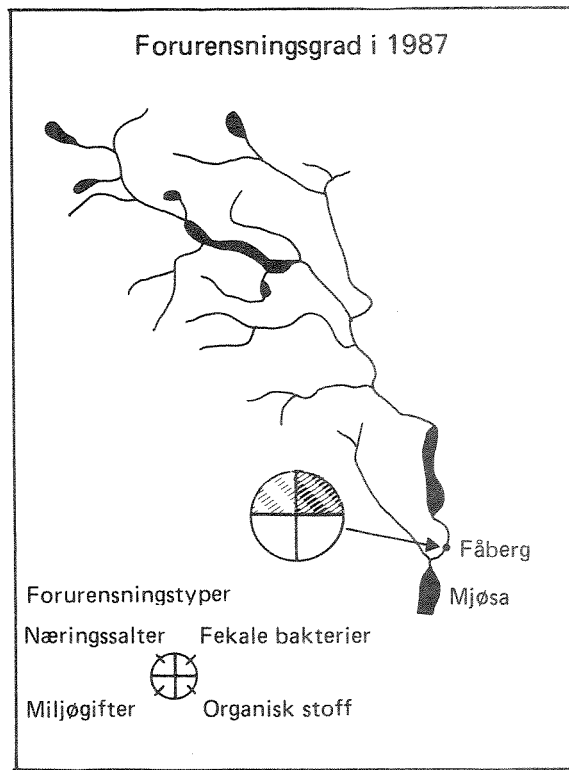 Forurensningsgrad i 1987
Fåberg
Mjøsa
Forurensningstyper
Næringssalter Fekale bakterier
Miljøgifter Organisk stoff